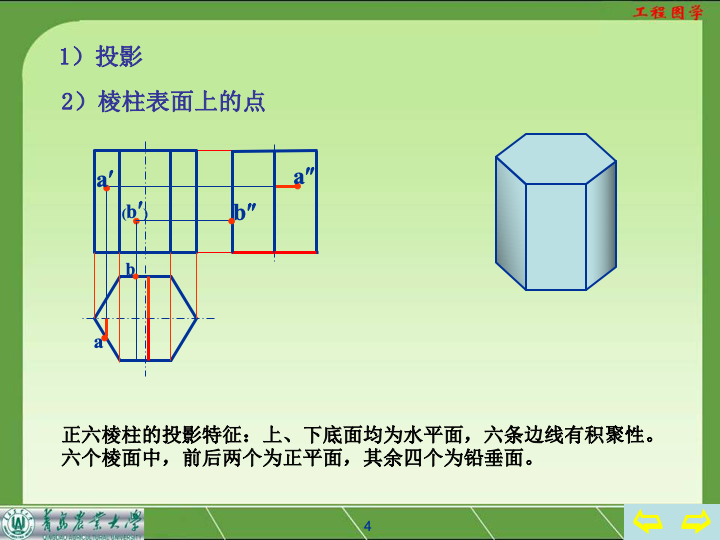 工程图学
1）投影
2）棱柱表面上的点
a′
a″
(b′)
b″
b
a
正六棱柱的投影特征：上、下底面均为水平面，六条边线有积聚性。
六个棱面中，前后两个为正平面，其余四个为铅垂面。
青岛农业大学
4